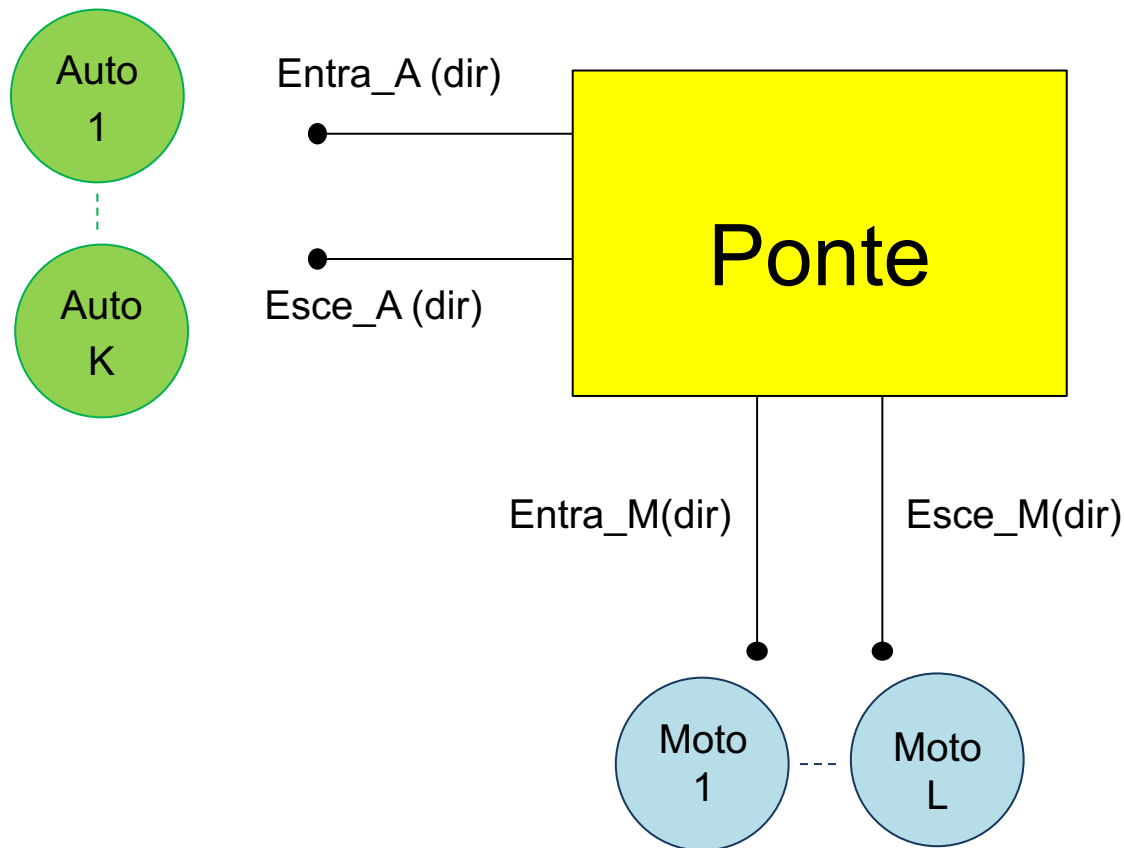 Auto
1
Entra_A (dir)
Ponte
Esce_A (dir)
Auto
K
Entra_M(dir)
Esce_M(dir)
Moto
1
Moto
L